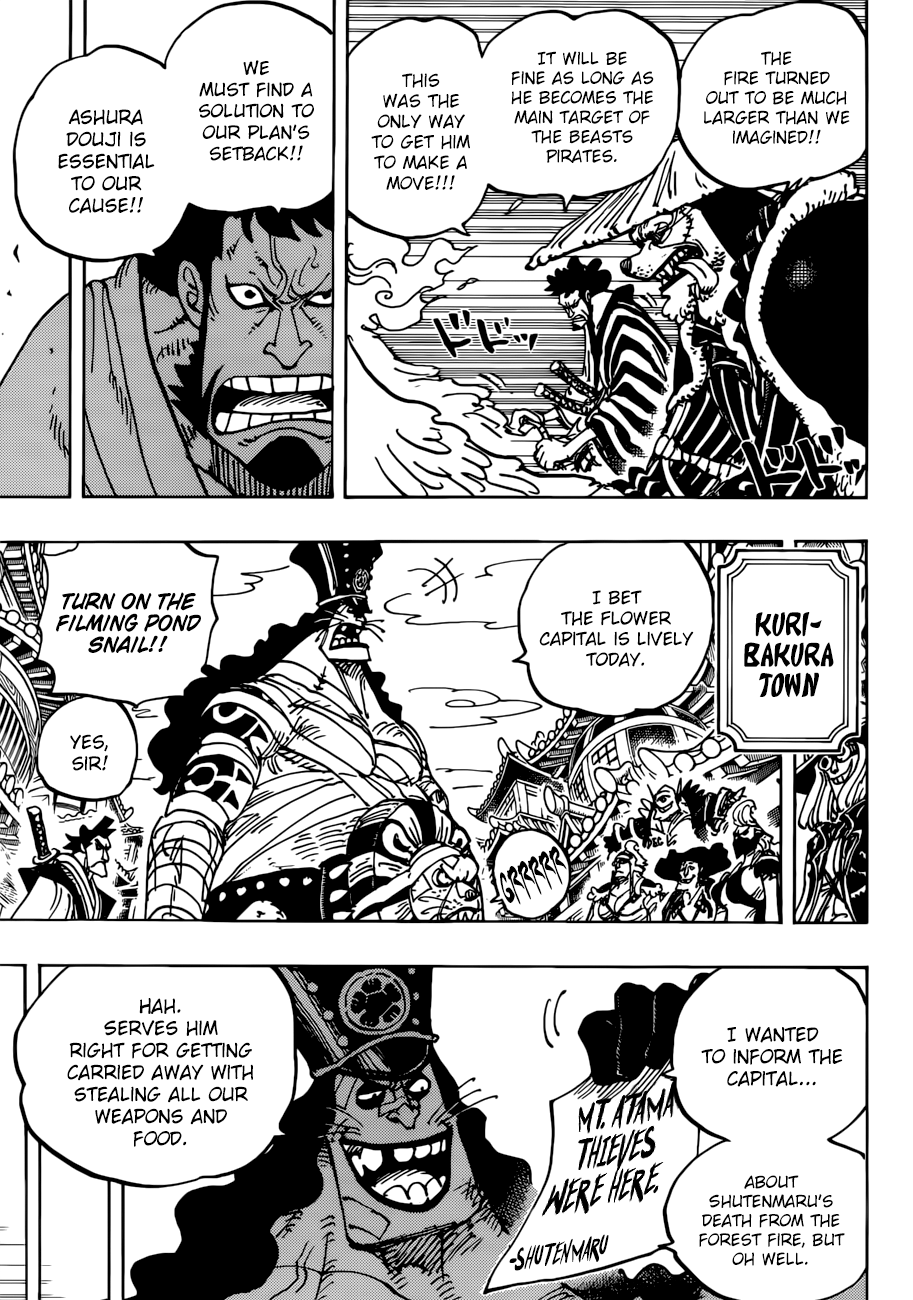 THE
FIRE TURNED
OUT TO BE MUCH
LARGER THAN WE
IMAGINED!!
IT WILL BE
FINE AS LONG AS
HE BECOMES THE
MAIN TARGET OF
THE BEASTS
PIRATES.
THIS
WAS THE
ONLY WAY
TO GET HIM
TO MAKE A
MOVE!!!
ドドドッ
ドドド
WE
MUST FIND A
SOLUTION TO
OUR PLAN'S
SETBACK!!
ASHURA
DOUJI IS
ESSENTIAL
TO OUR
CAUSE!!
KURI-
BAKURA
TOWN
I BET
THE FLOWER
CAPITAL IS LIVELY
TODAY.
GRRRRR
TURN ON THE
FILMING POND
SNAIL!!
YES,
SIR!
I WANTED
TO INFORM THE
CAPITAL...
ABOUT
SHUTENMARU'S
DEATH FROM THE
FOREST FIRE, BUT
OH WELL.
MT. ATAMA
THIEVES
WERE HERE.
-SHUTENMARU
HAH.
SERVES HIM
RIGHT FOR GETTING
CARRIED AWAY WITH
STEALING ALL OUR
WEAPONS AND
FOOD.